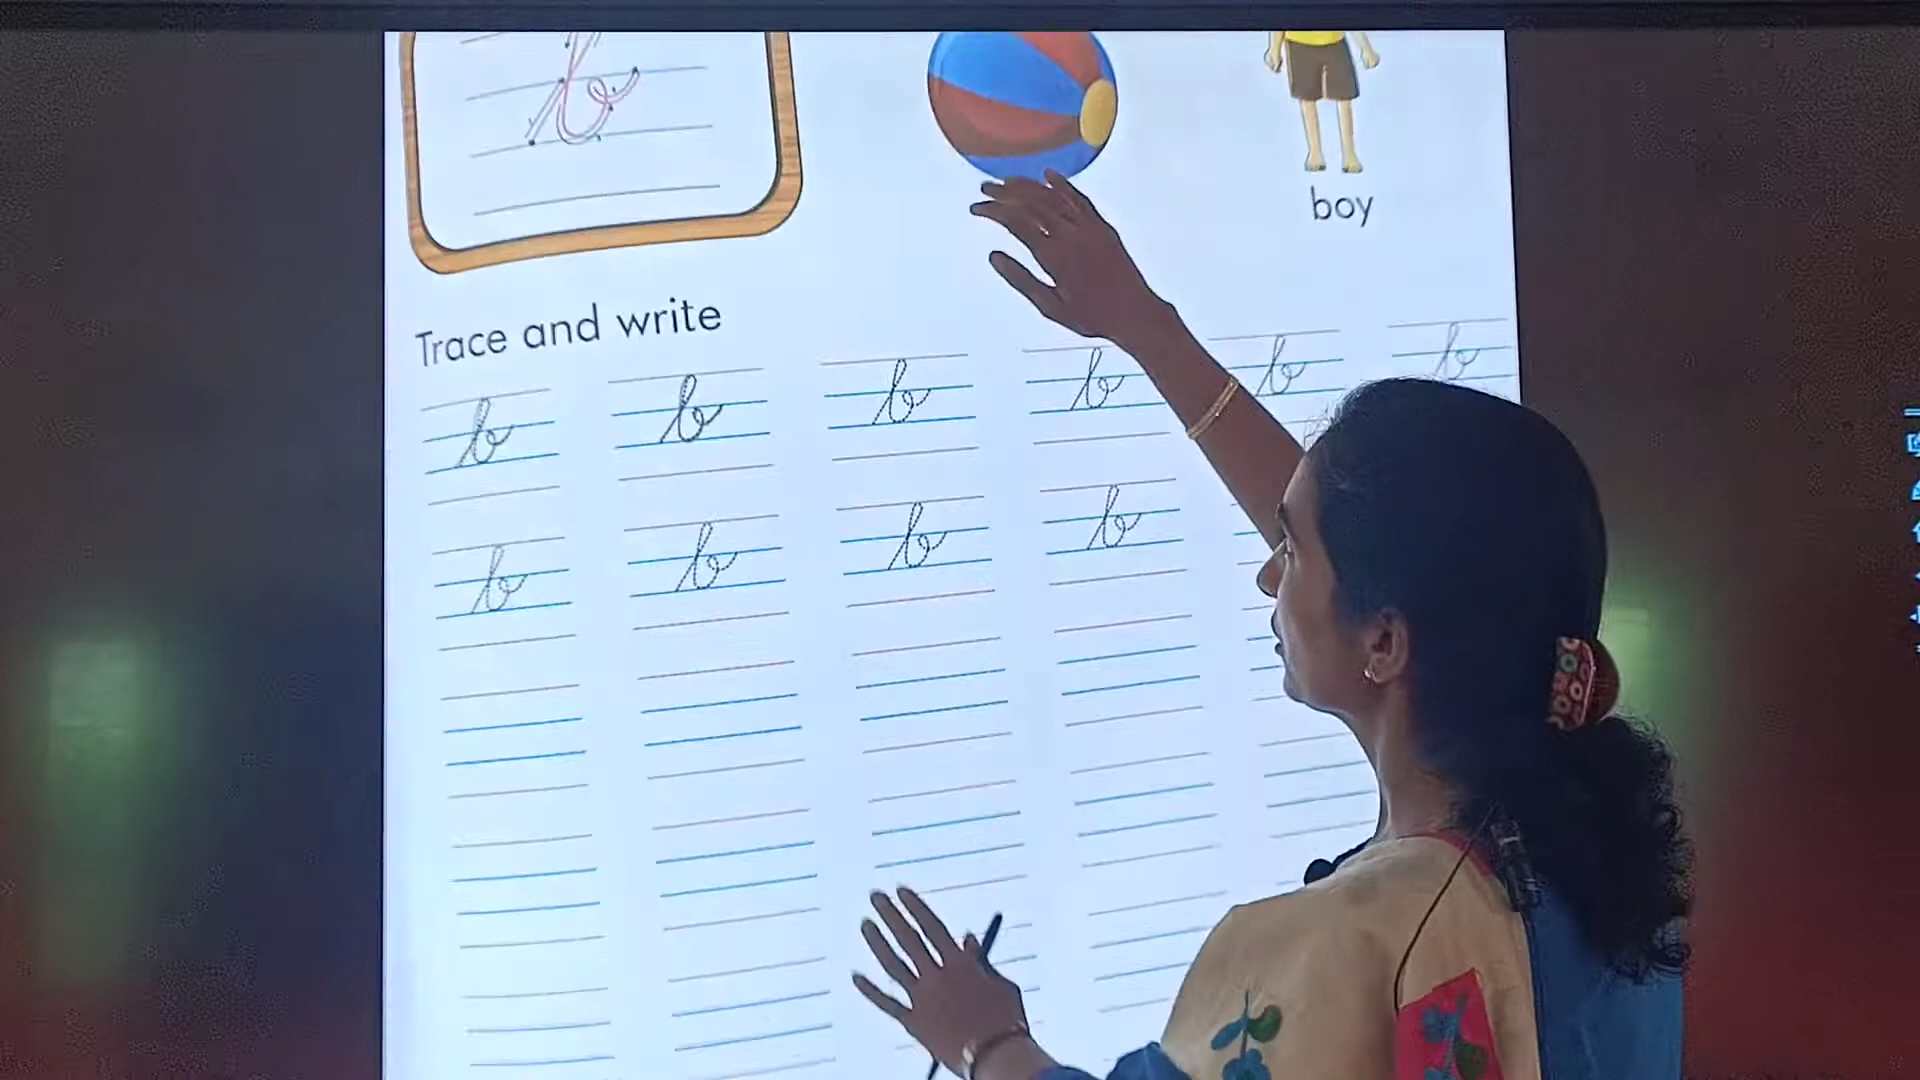 b
boy
Trace and write
b b b b b b
b b b b